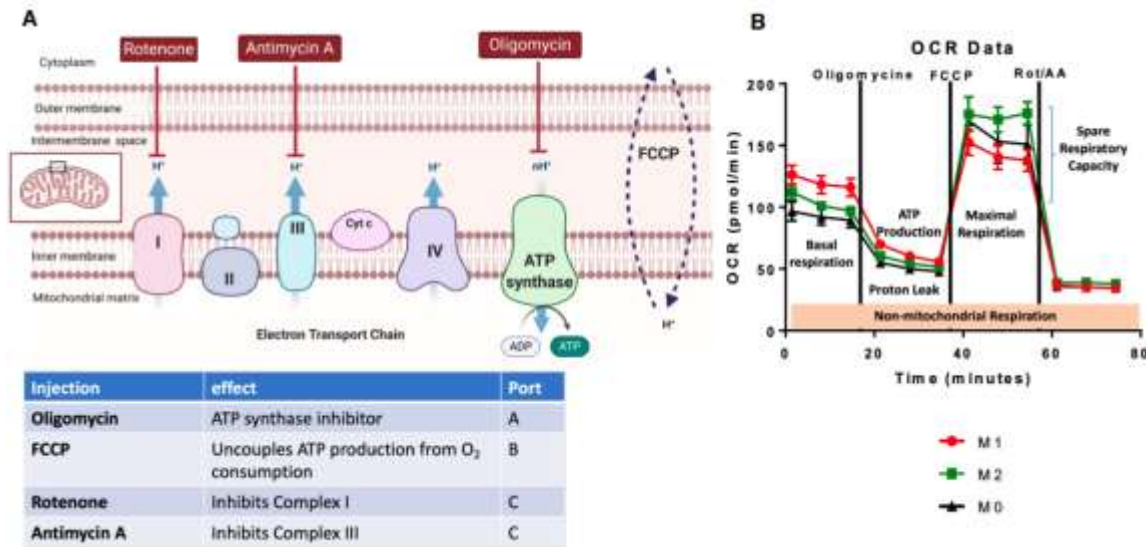 A
Rotenone
Antimycin A
Oligomycin
Cytoplasm
Outer membrane
Intermembrane space
H⁺
H⁺
H⁺
nH⁺
FCCP
I
II
III
Cyt c
IV
ATP
synthase
Inner membrane
Mitochondrial matrix
Electron Transport Chain
ADP
ATP
H⁺
Injection effect Port
Oligomycin ATP synthase inhibitor A
FCCP Uncouples ATP production from O₂ B
consumption
Rotenone Inhibits Complex I C
Antimycin A Inhibits Complex III C
B
OCR Data
Oligomycine FCCP Rot/AA
200
150
100
50
0
OCR (pmol/min)
Basal
respiration
ATP
Production
Proton Leak
Maximal
Respiration
Spare
Respiratory
Capacity
Non-mitochondrial Respiration
0 20 40 60 80
Time (minutes)
M 1
M 2
M 0